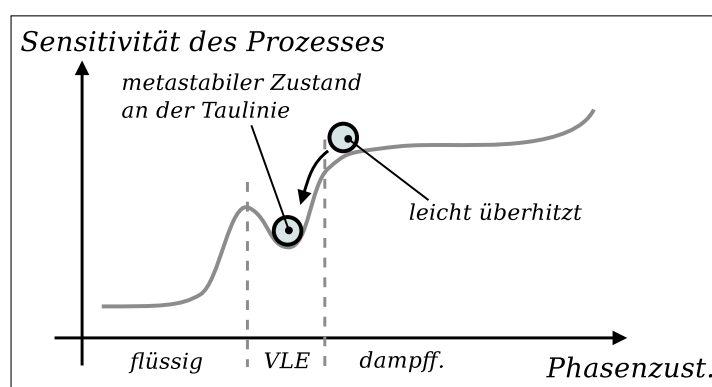 Sensitivität des Prozesses
metastabiler Zustand
an der Taulinie
leicht überhitzt
flüssig
VLE
dampff.
Phasenzust.